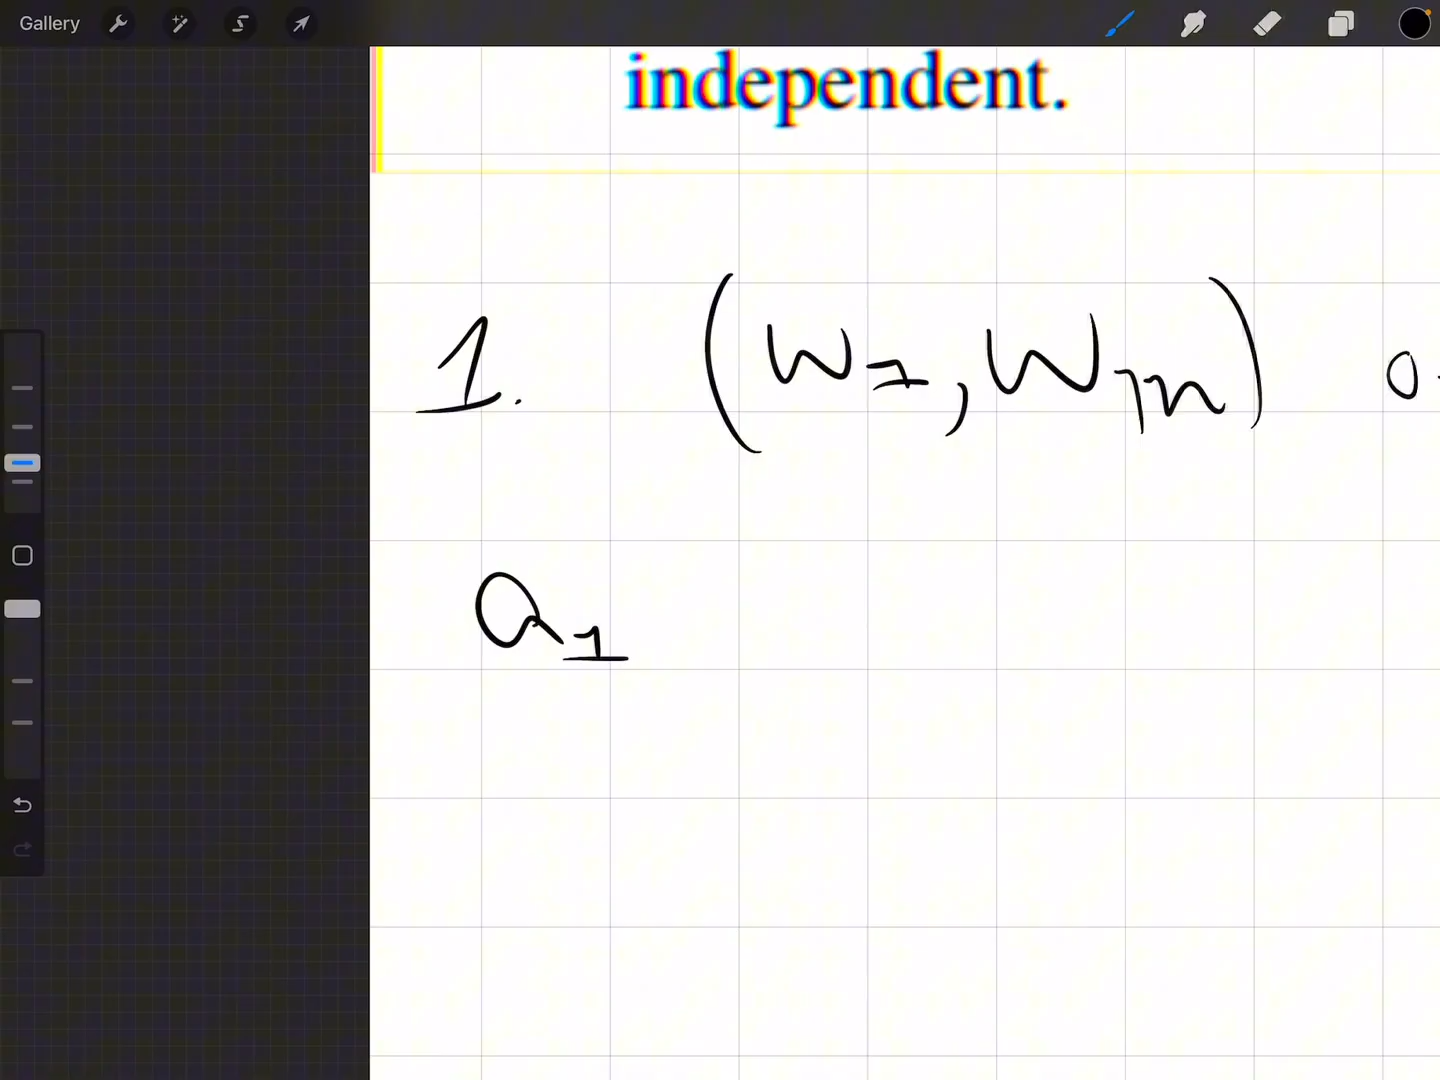 Gallery
independent.
1. (w₁, wₘ)
a₁